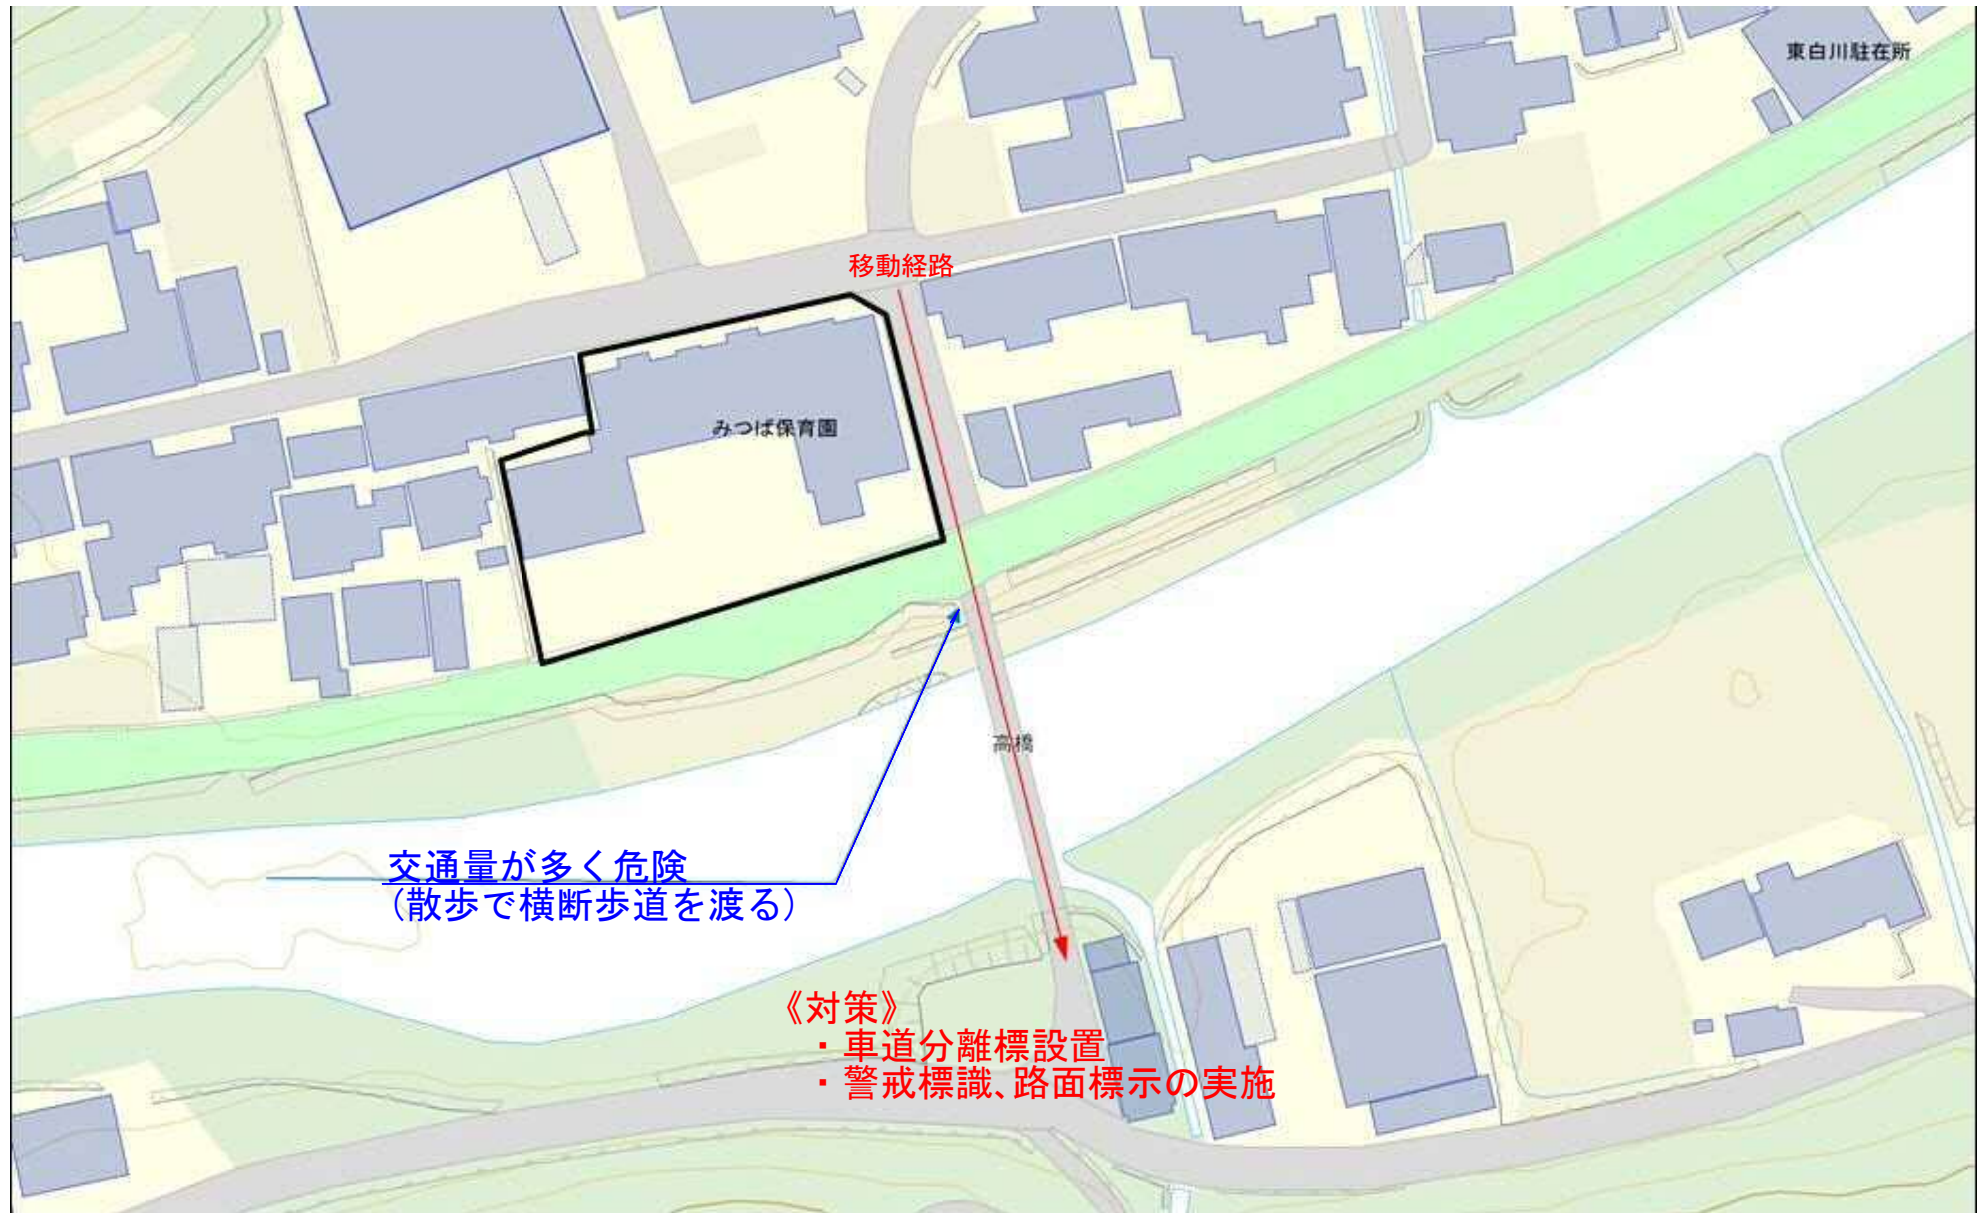 東白川駐在所
移動経路
みつば保育園
高橋
交通量が多く危険
(散歩で横断歩道を渡る)
《対策》
・車道分離標設置
・警戒標識、路面標示の実施